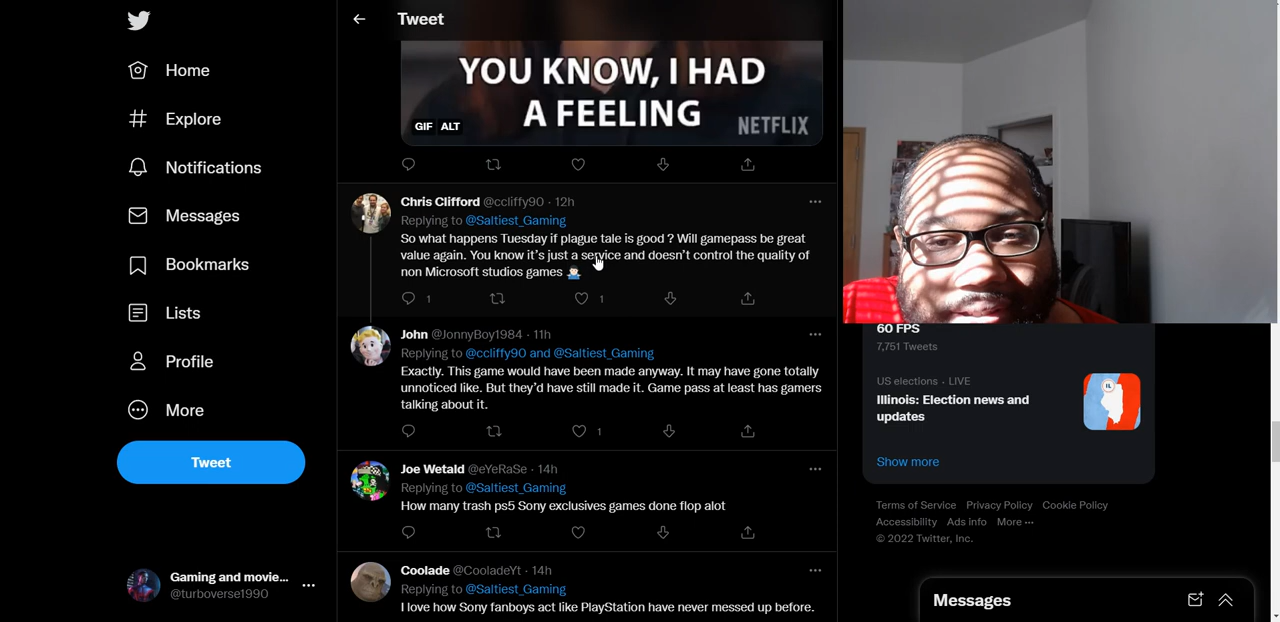 Home
Explore
Notifications
Messages
Bookmarks
Lists
Profile
More
Tweet
Gaming and movie...
@turboverse1990
Tweet
YOU KNOW, I HAD
A FEELING
GIF ALT
NETFLIX
Chris Clifford @ccliffy90 · 12h
Replying to @Saltiest_Gaming
So what happens Tuesday if plague tale is good ? Will gamepass be great
value again. You know it's just a service and doesn't control the quality of
non Microsoft studios games
1
1
John @JonnyBoy1984 · 11h
Replying to @ccliffy90 and @Saltiest_Gaming
Exactly. This game would have been made anyway. It may have gone totally
unnoticed like. But they'd have still made it. Game pass at least has gamers
talking about it.
1
Joe Wetald @eYeRaSe · 14h
Replying to @Saltiest_Gaming
How many trash ps5 Sony exclusives games done flop alot
Coolade @CooladeYt · 14h
Replying to @Saltiest_Gaming
I love how Sony fanboys act like PlayStation have never messed up before.
60 FPS
7,751 Tweets
US elections · LIVE
Illinois: Election news and
updates
IL
Show more
Terms of Service Privacy Policy Cookie Policy
Accessibility Ads info More ···
© 2022 Twitter, Inc.
Messages